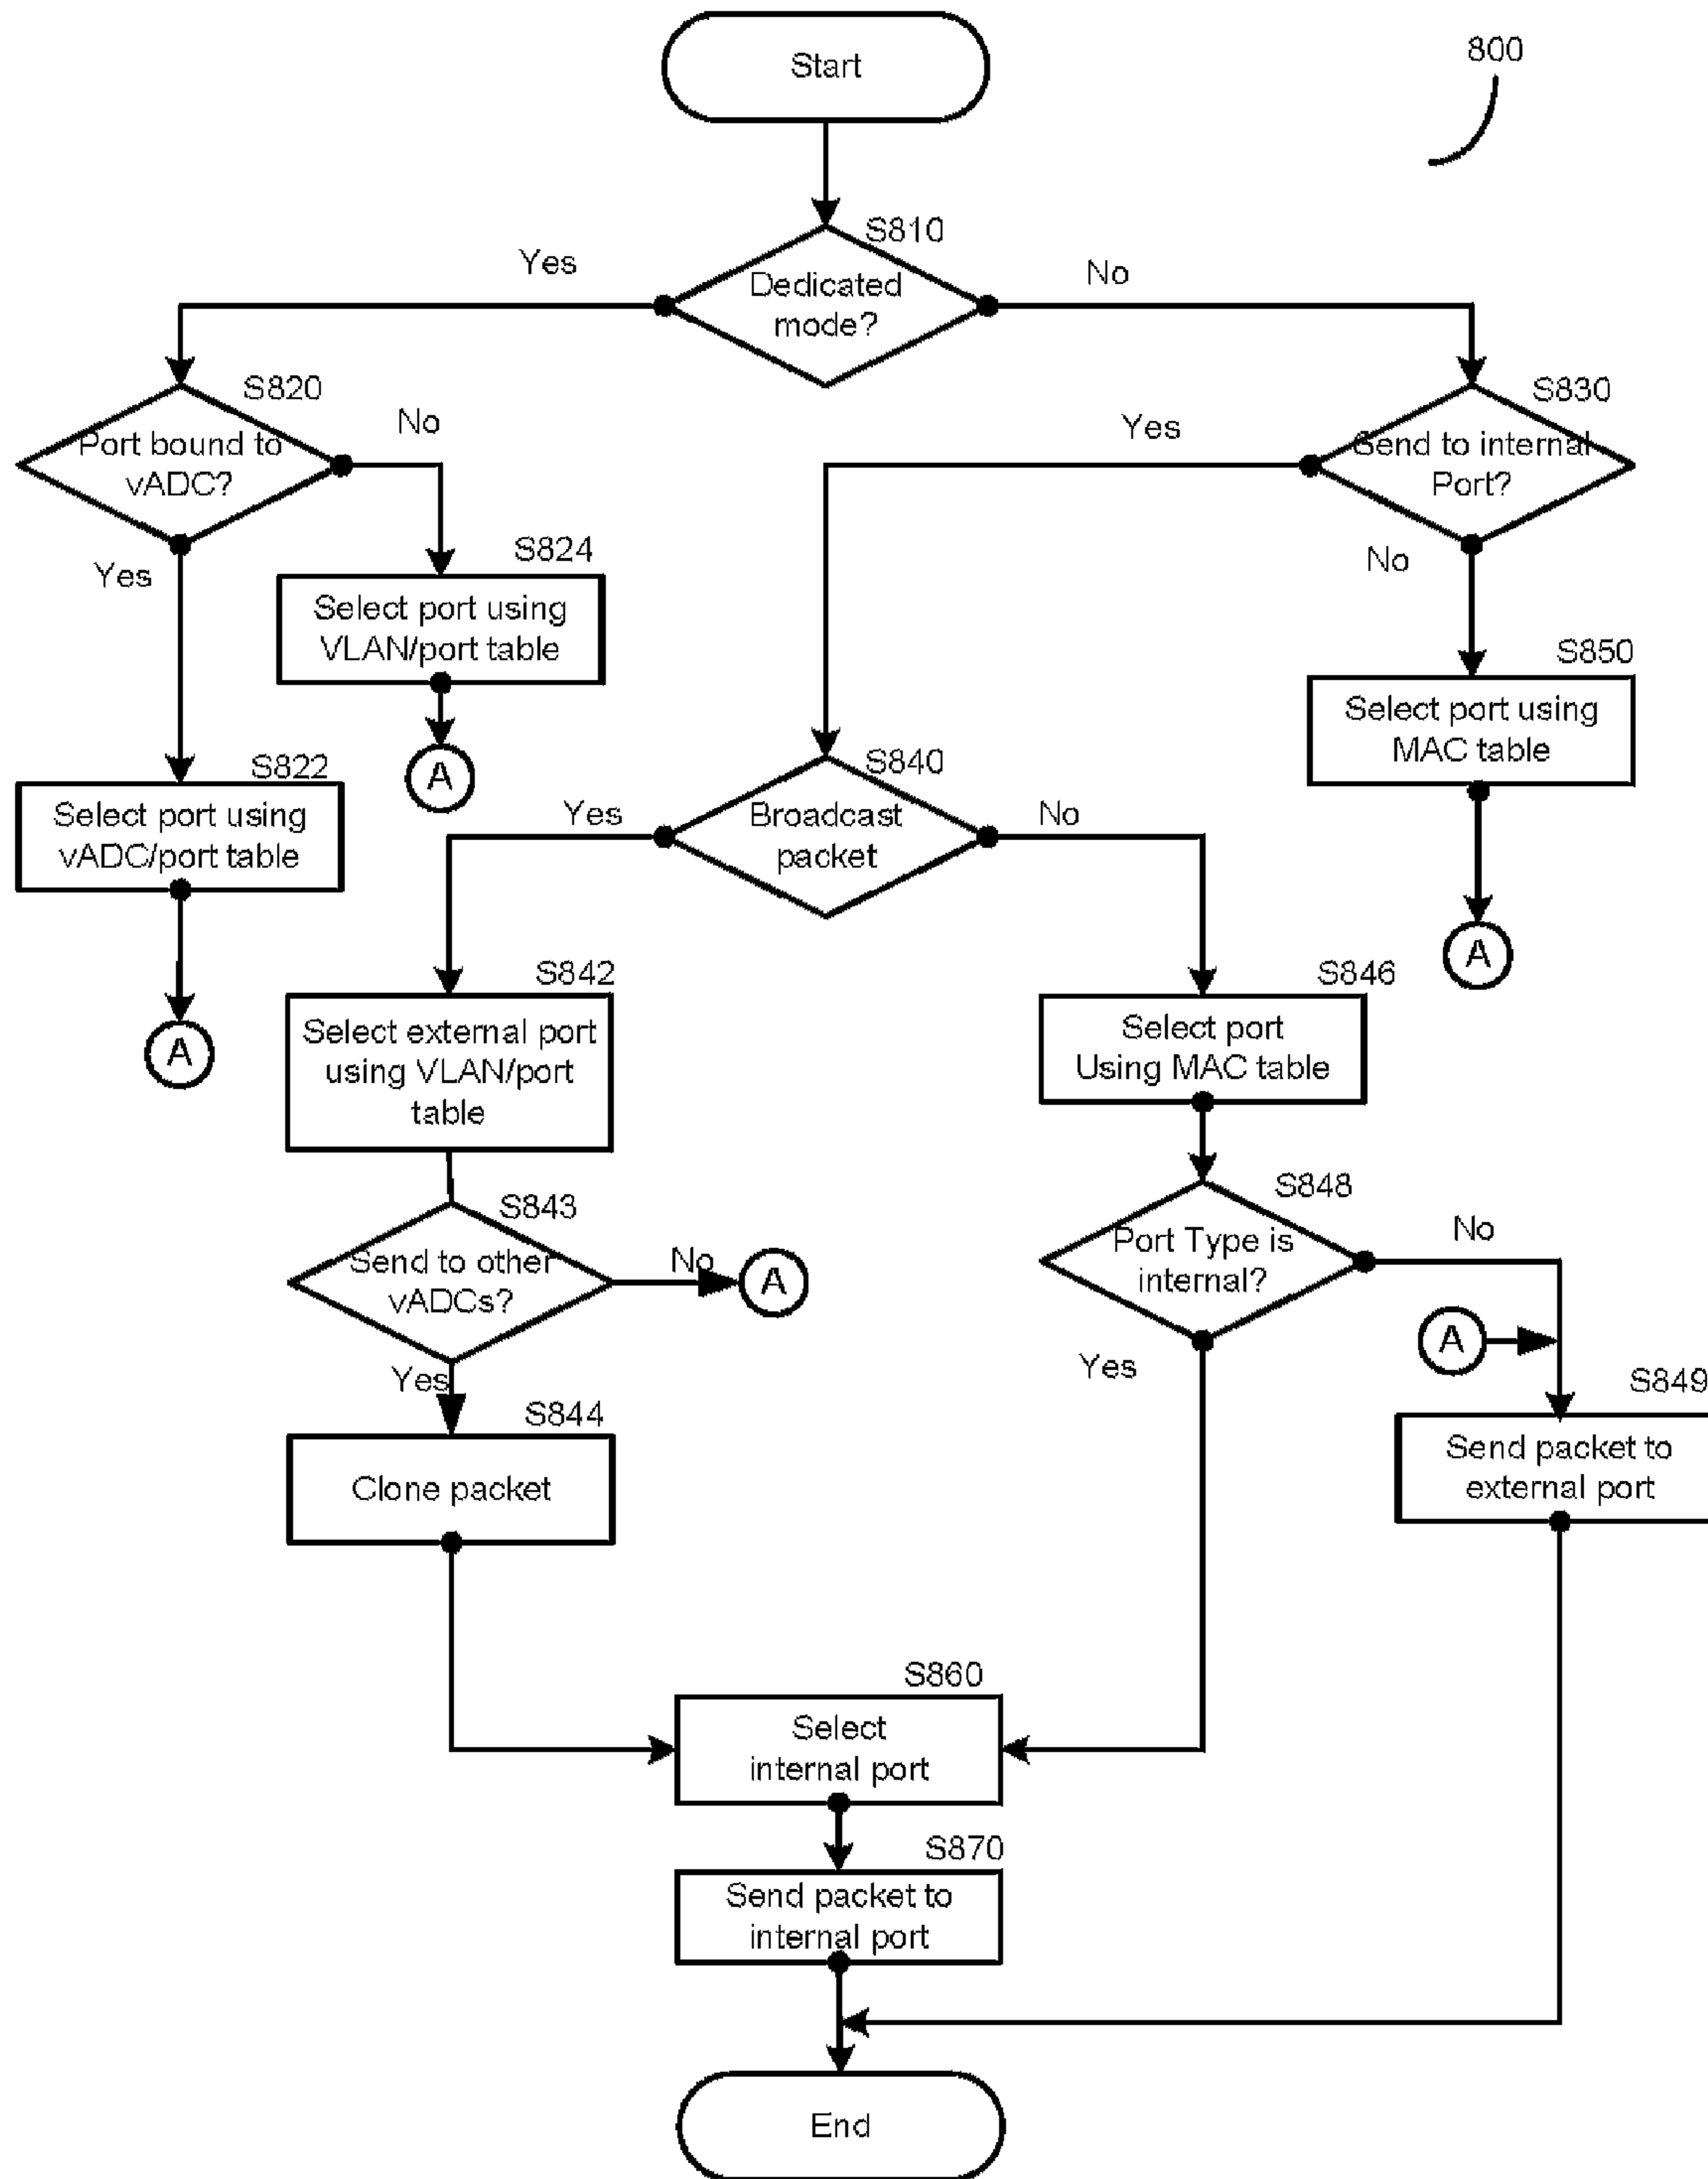 Start
800
S810
Yes
Dedicated
mode?
No
S820
Port bound to
vADC?
No
Yes
S830
Send to internal
Port?
Yes
No
S824
Select port using
VLAN/port table
A
S850
Select port using
MAC table
A
S822
Select port using
vADC/port table
A
S840
Broadcast
packet
Yes
No
S842
Select external port
using VLAN/port
table
S846
Select port
Using MAC table
S843
Send to other
vADCs?
No
A
Yes
S848
Port Type is
internal?
No
A
Yes
S849
Send packet to
external port
S844
Clone packet
S860
Select
internal port
S870
Send packet to
internal port
End